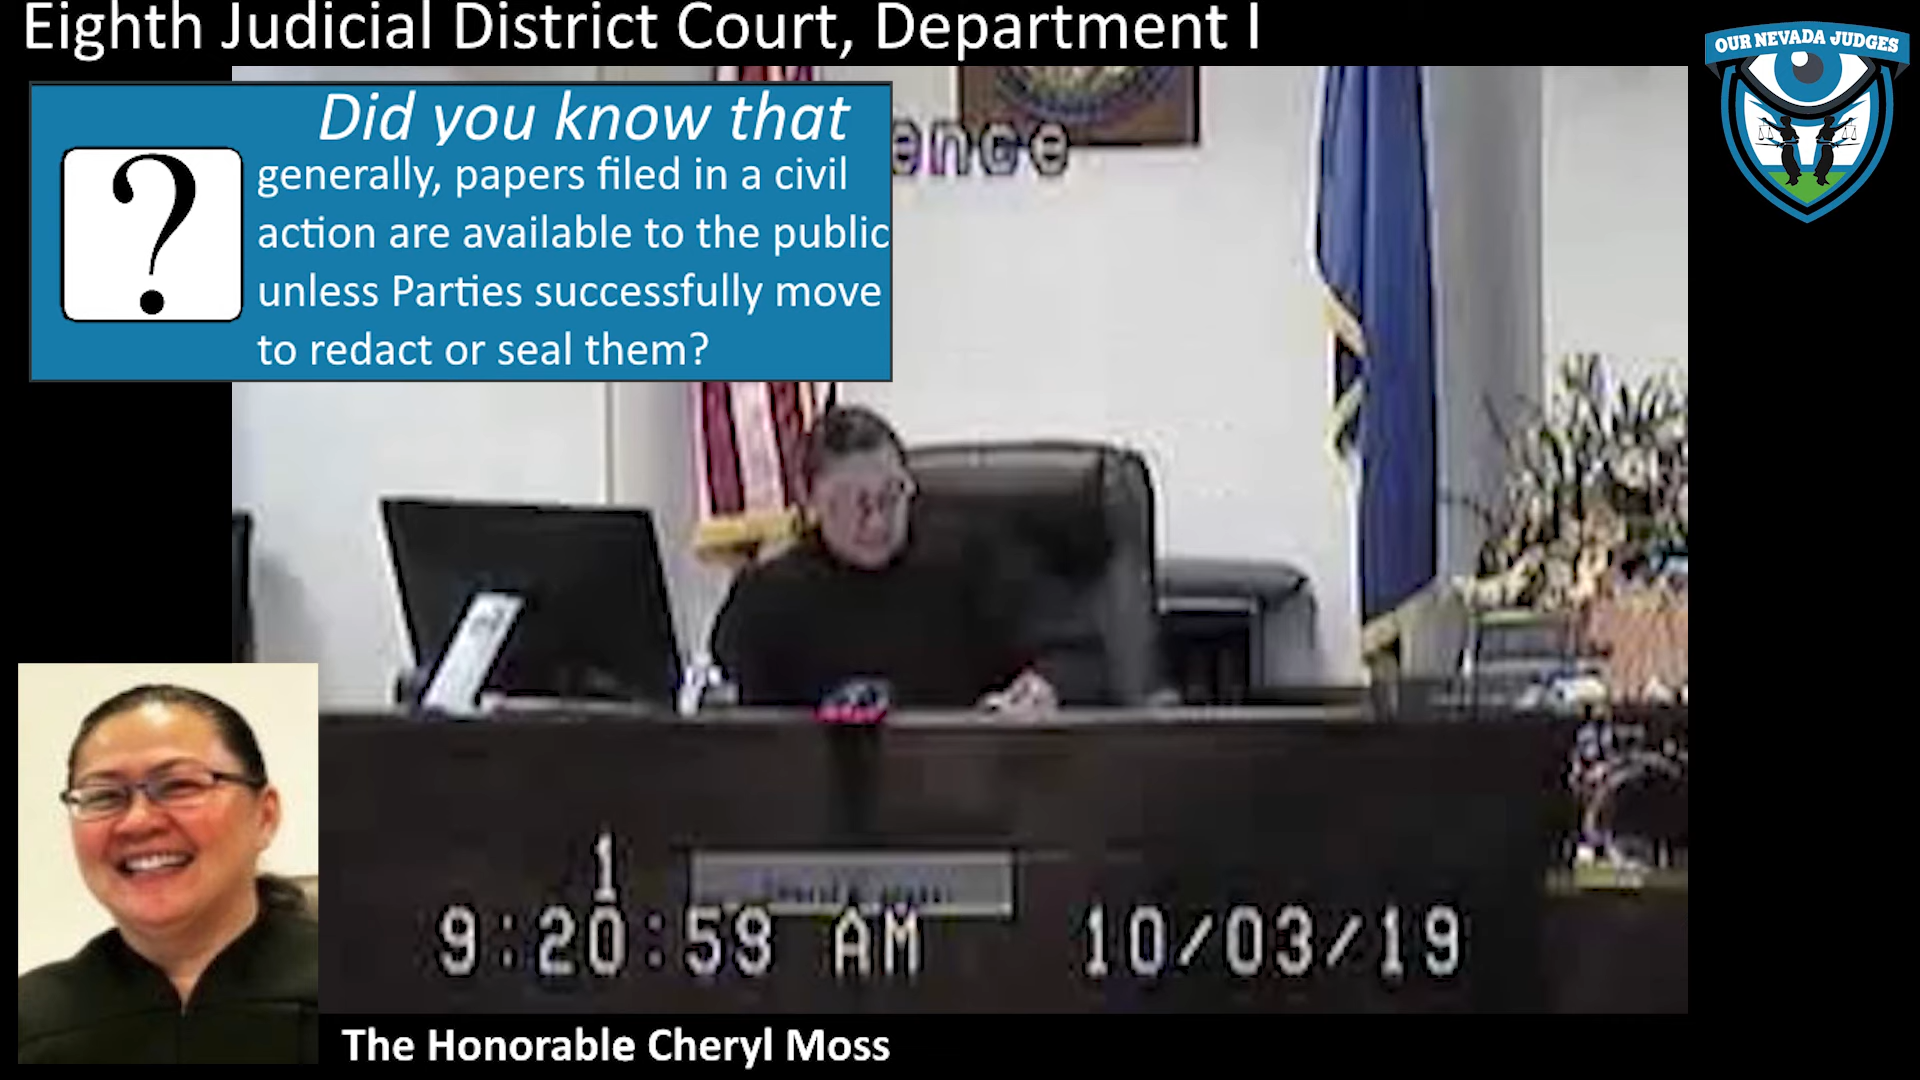 Eighth Judicial District Court, Department I
OUR NEVADA JUDGES
Did you know that
?
generally, papers filed in a civil
action are available to the public
unless Parties successfully move
to redact or seal them?
ence
1
9:20:59 AM
10/03/19
The Honorable Cheryl Moss